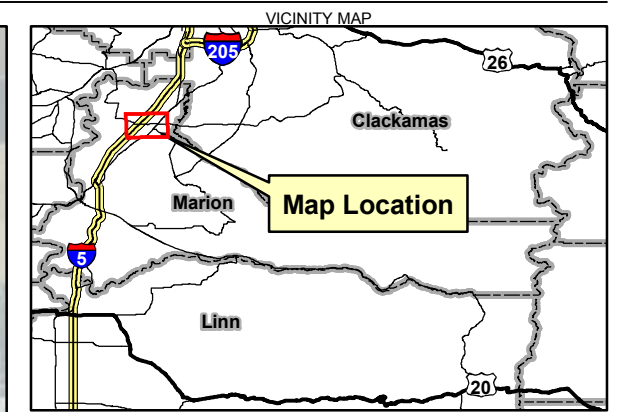 VICINITY MAP
205
26
Clackamas
Marion
Map Location
5
Linn
20